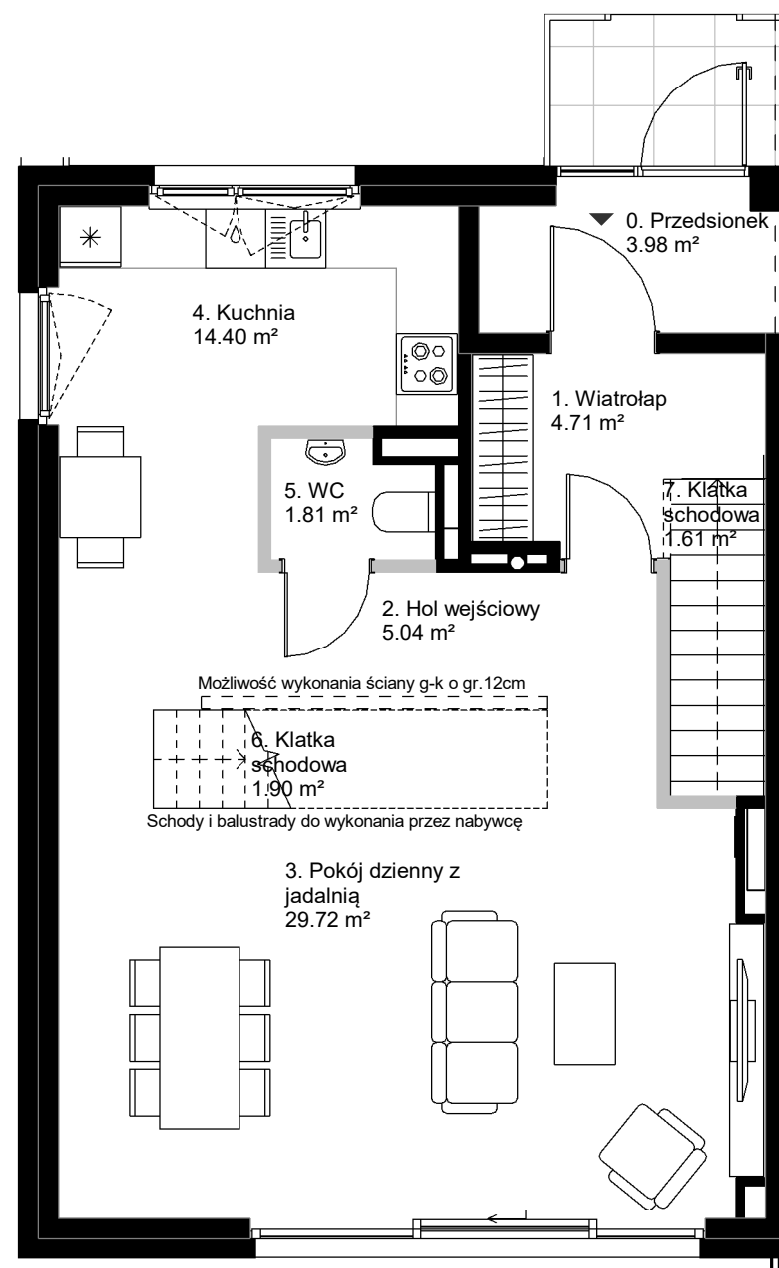 0. Przedsionek
3.98 m²
4. Kuchnia
14.40 m²
1. Wiatrołap
4.71 m²
5. WC
1.81 m²
7. Klatka
schodowa
1.61 m²
2. Hol wejściowy
5.04 m²
Możliwość wykonania ściany g-k o gr.12cm
6. Klatka
schodowa
1.90 m²
Schody i balustrady do wykonania przez nabywcę
3. Pokój dzienny z
jadalnią
29.72 m²